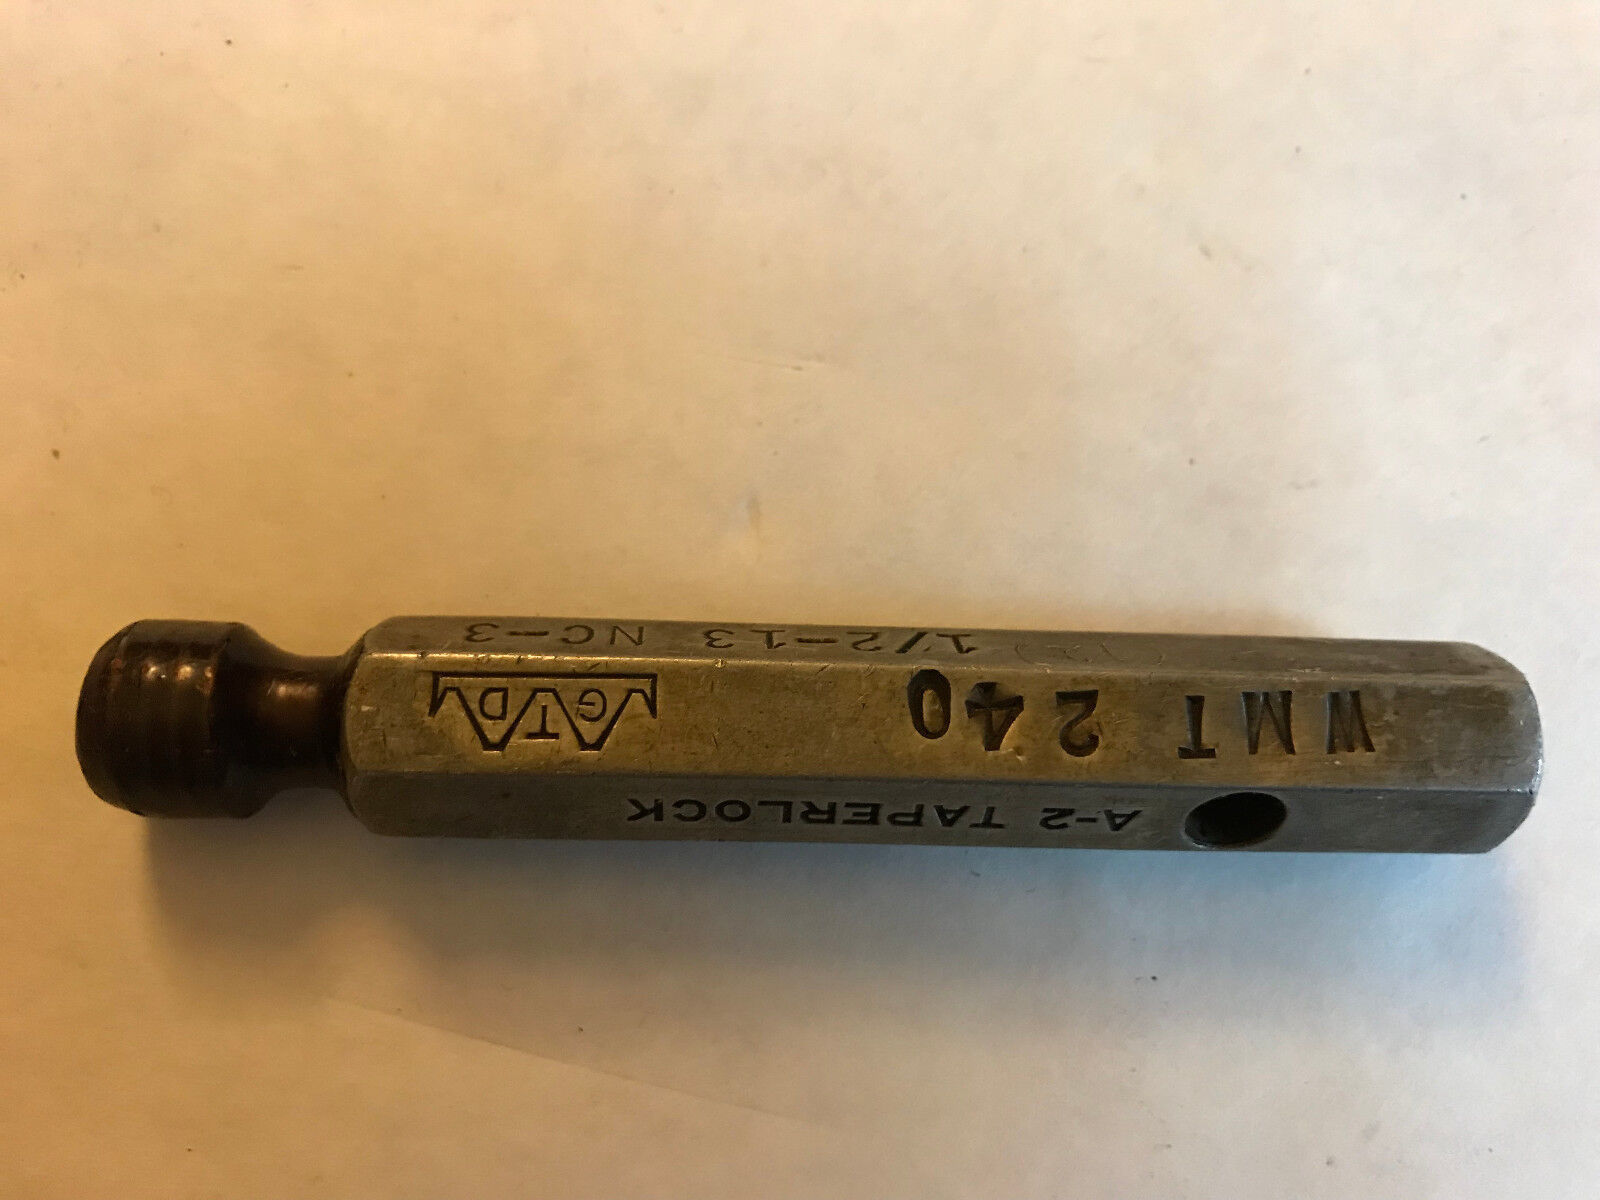 A-2 TAPERLOCK
WMT 240
GTD
1/2-13 NC-3